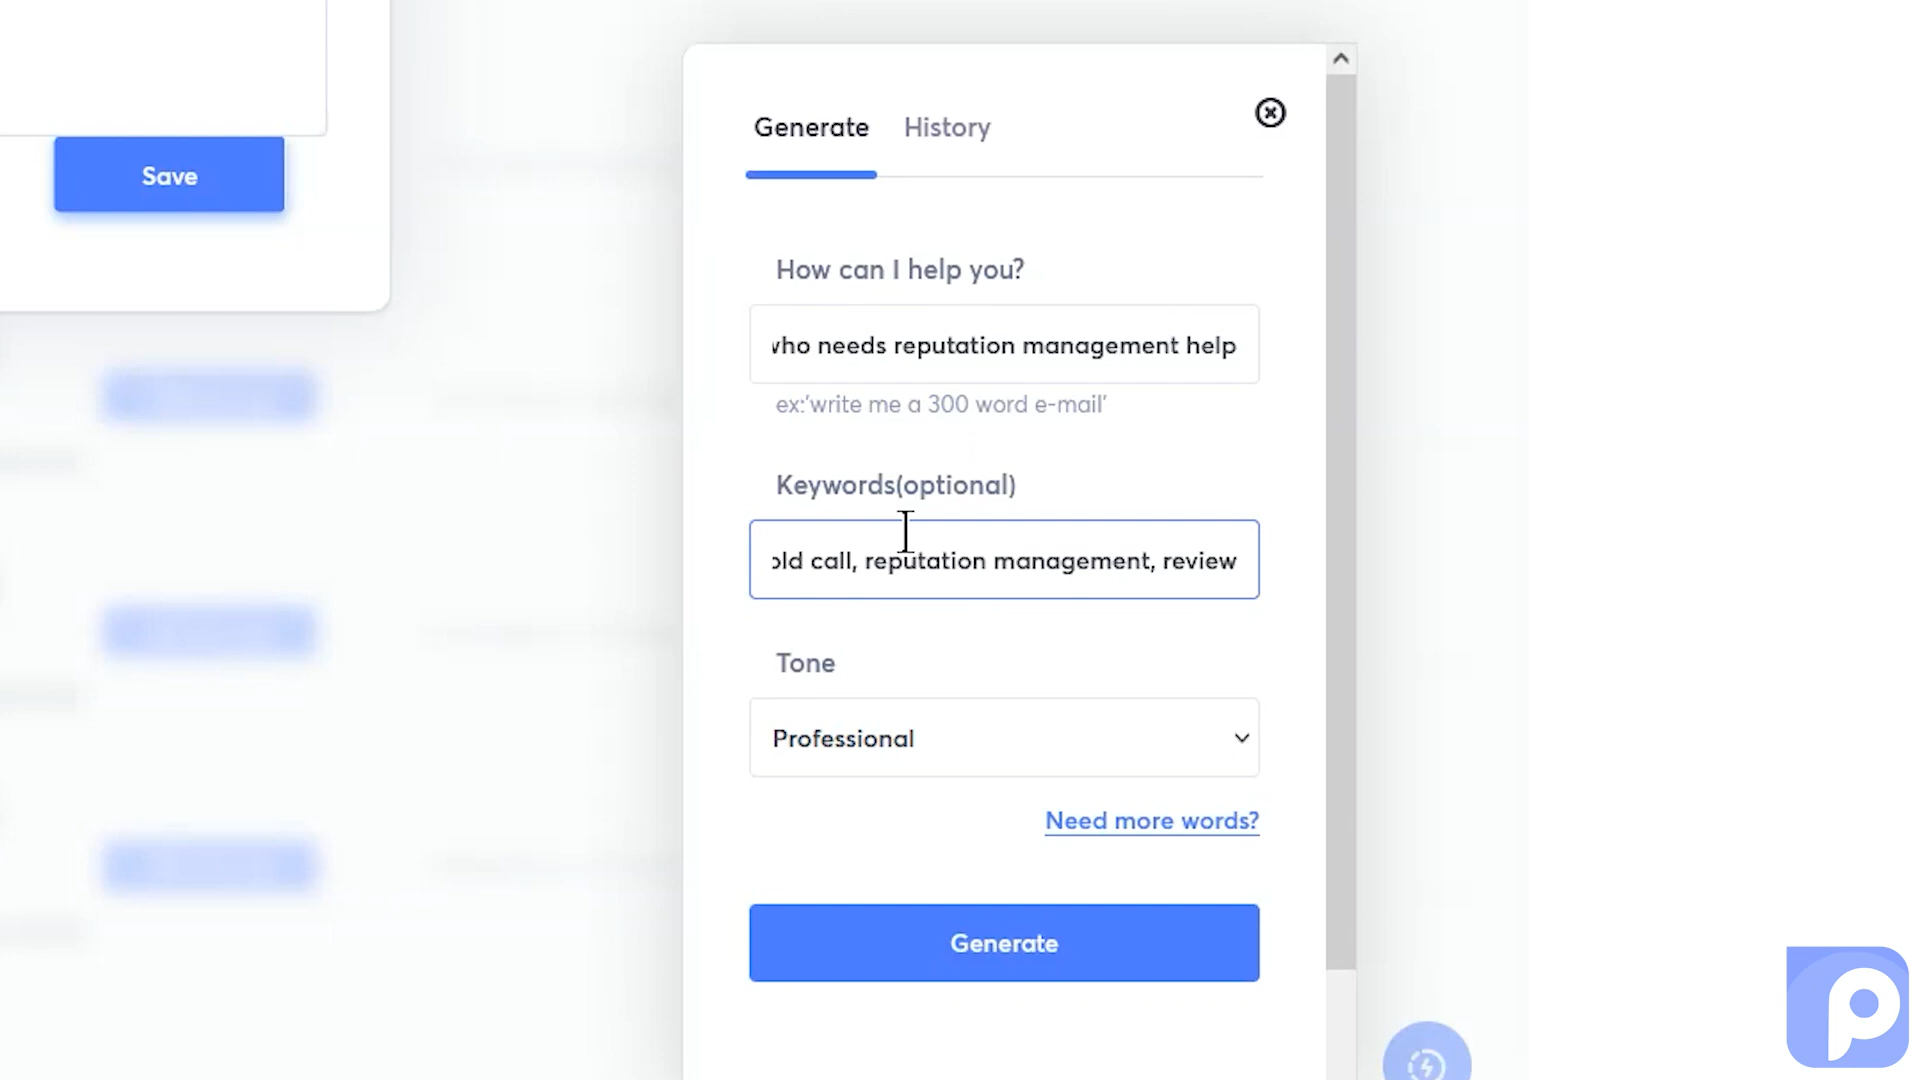 Save
Generate History
How can I help you?
who needs reputation management help
ex:'write me a 300 word e-mail'
Keywords(optional)
old call, reputation management, review
Tone
Professional
Need more words?
Generate